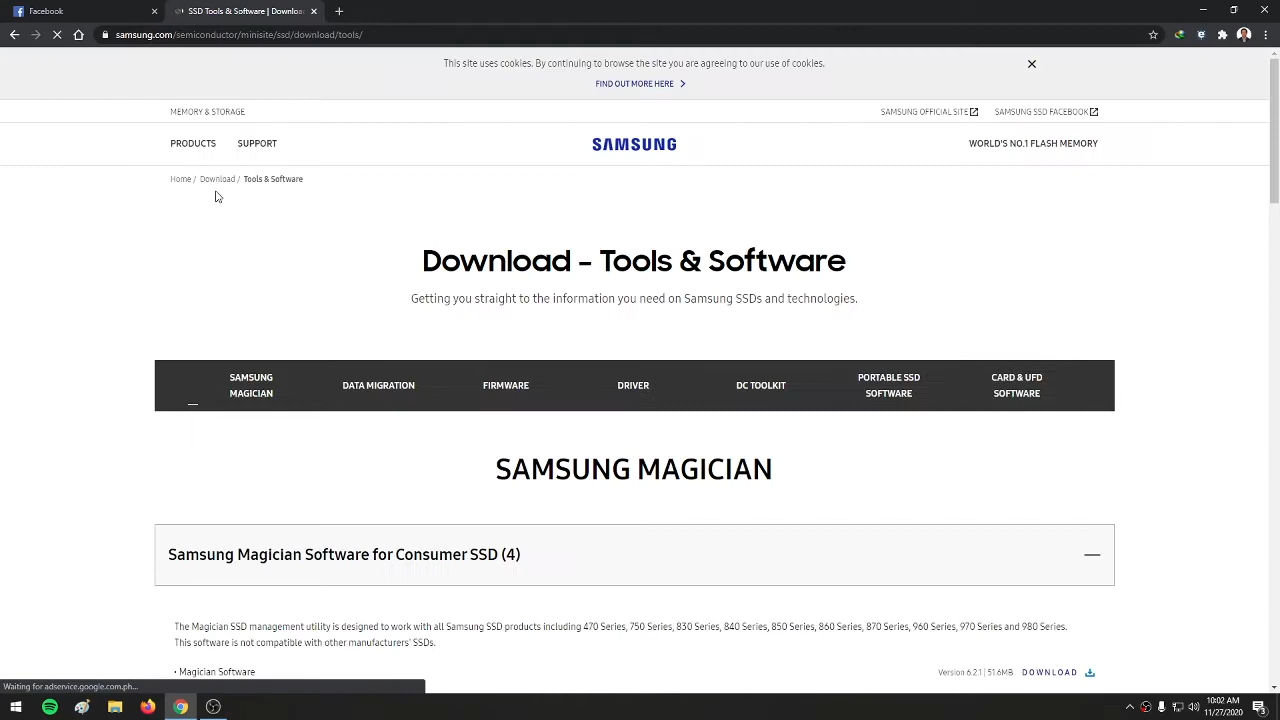 Facebook
SSD Tools & Software | Downloa
samsung.com/semiconductor/minisite/ssd/download/tools/
This site uses cookies. By continuing to browse the site you are agreeing to our use of cookies.
FIND OUT MORE HERE
MEMORY & STORAGE
SAMSUNG OFFICIAL SITE
SAMSUNG SSD FACEBOOK
PRODUCTS
SUPPORT
SAMSUNG
WORLD'S NO.1 FLASH MEMORY
Home / Download / Tools & Software
Download – Tools & Software
Getting you straight to the information you need on Samsung SSDs and technologies.
SAMSUNG
MAGICIAN
DATA MIGRATION
FIRMWARE
DRIVER
DC TOOLKIT
PORTABLE SSD
SOFTWARE
CARD & UFD
SOFTWARE
SAMSUNG MAGICIAN
Samsung Magician Software for Consumer SSD (4)
The Magician SSD management utility is designed to work with all Samsung SSD products including 470 Series, 750 Series, 830 Series, 840 Series, 850 Series, 860 Series, 870 Series, 960 Series, 970 Series and 980 Series.
This software is not compatible with other manufacturers' SSDs.
• Magician Software
Version 6.2.1 | 51.6MB DOWNLOAD
Waiting for adservice.google.com.ph...
10:02 AM
11/27/2020